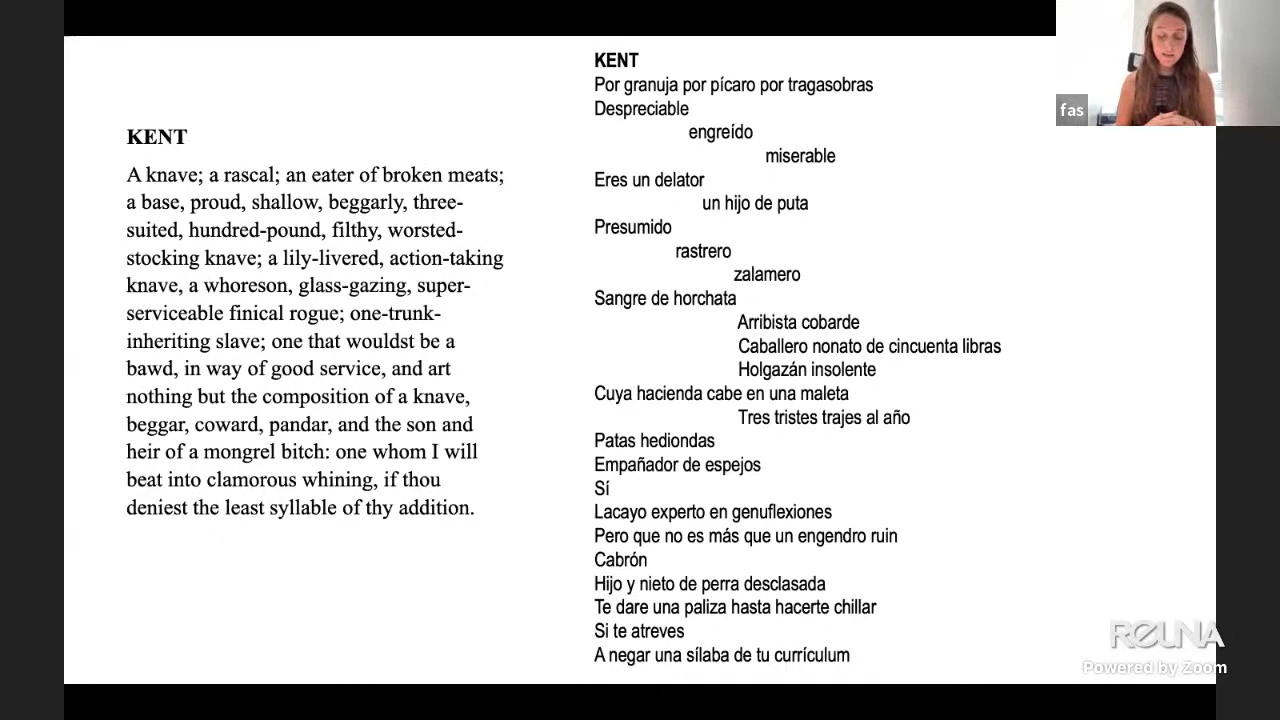 KENT
A knave; a rascal; an eater of broken meats;
a base, proud, shallow, beggarly, three-
suited, hundred-pound, filthy, worsted-
stocking knave; a lily-livered, action-taking
knave, a whoreson, glass-gazing, super-
serviceable finical rogue; one-trunk-
inheriting slave; one that wouldst be a
bawd, in way of good service, and art
nothing but the composition of a knave,
beggar, coward, pandar, and the son and
heir of a mongrel bitch: one whom I will
beat into clamorous whining, if thou
deniest the least syllable of thy addition.
KENT
Por granuja por pícaro por tragasobras
Despreciable
engreído
miserable
Eres un delator
un hijo de puta
Presumido
rastrero
zalamero
Sangre de horchata
Arribista cobarde
Caballero nonato de cincuenta libras
Holgazán insolente
Cuya hacienda cabe en una maleta
Tres tristes trajes al año
Patas hediondas
Empañador de espejos
Sí
Lacayo experto en genuflexiones
Pero que no es más que un engendro ruin
Cabrón
Hijo y nieto de perra desclasada
Te dare una paliza hasta hacerte chillar
Si te atreves
A negar una sílaba de tu currículum
fas
REUNA
Powered by Zoom